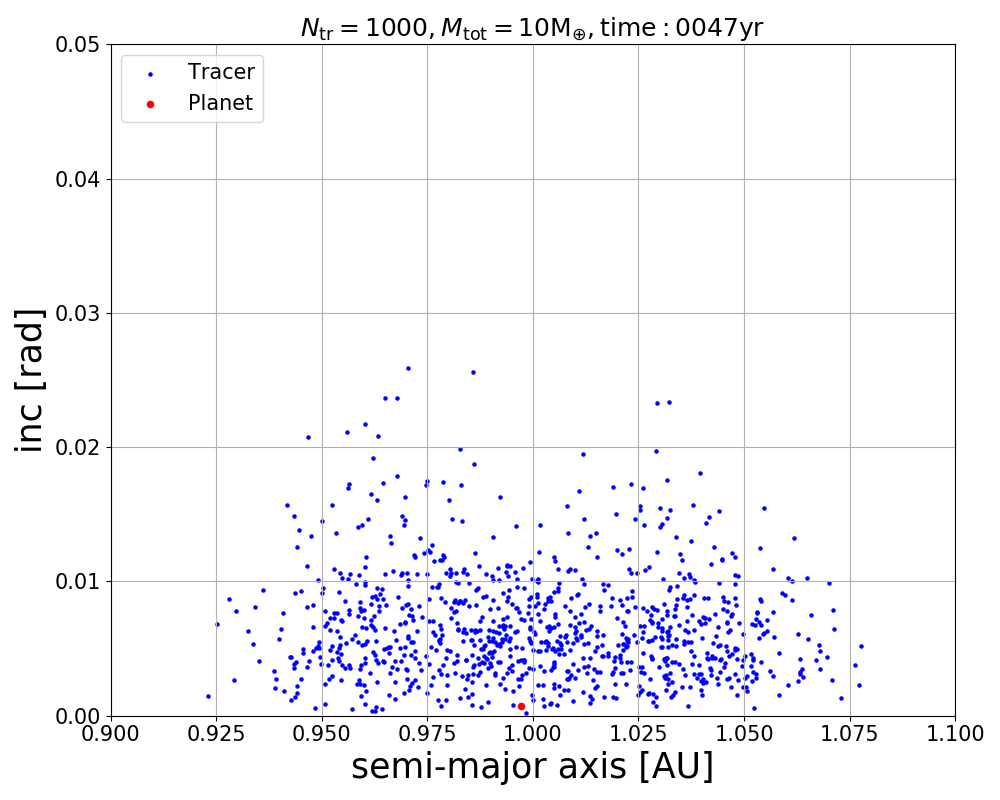 N_tr = 1000, M_tot = 10M_⊕, time : 0047yr
Tracer
Planet
inc [rad]
0.05
0.04
0.03
0.02
0.01
0.00
0.900 0.925 0.950 0.975 1.000 1.025 1.050 1.075 1.100
semi-major axis [AU]